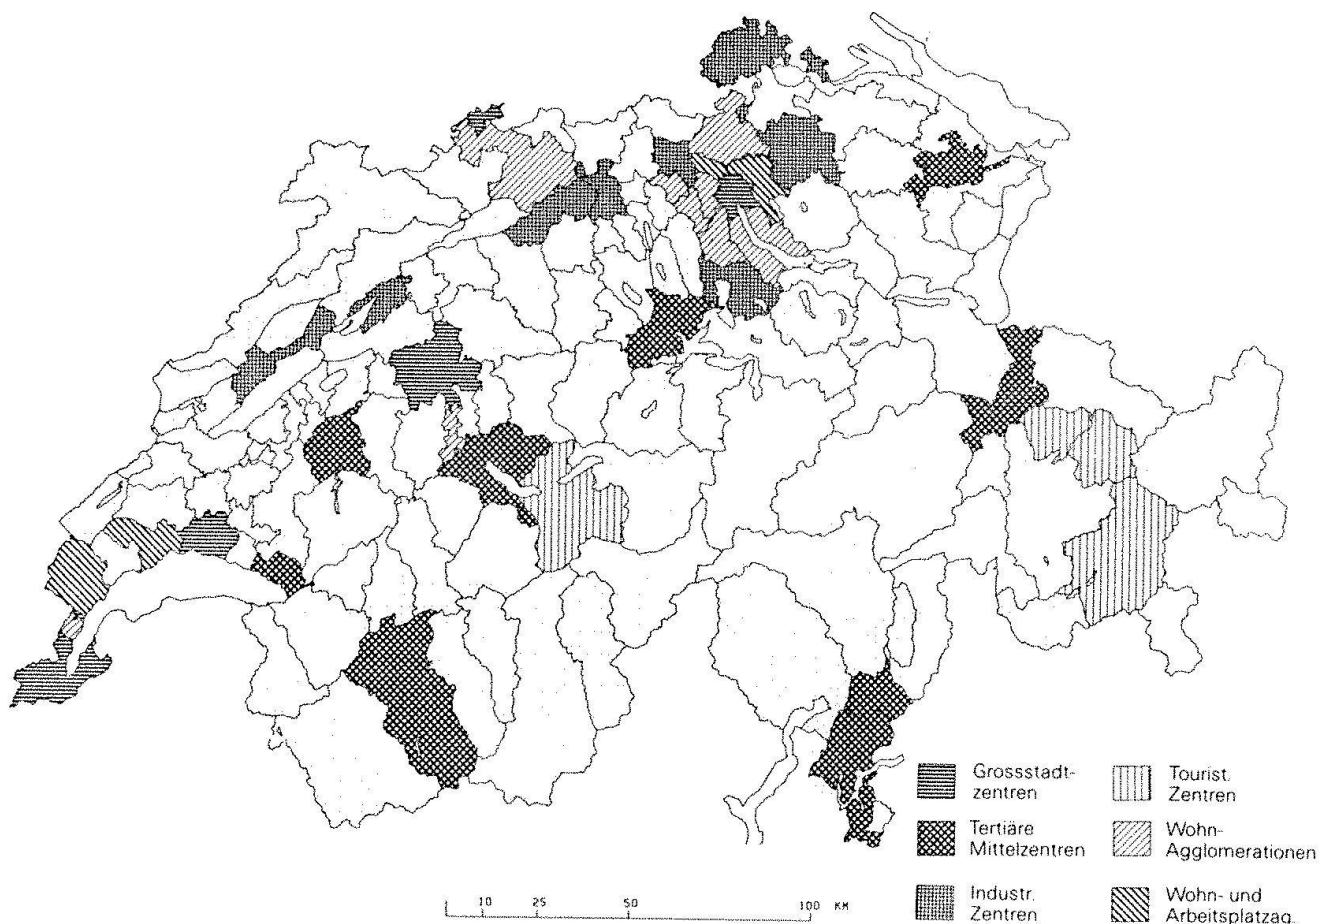 Grossstadt-
zentren
Tourist.
Zentren
Tertiäre
Mittelzentren
Wohn-
Agglomerationen
Industr.
Zentren
Wohn- und
Arbeitsplatzag.
10 25 50 100 KM